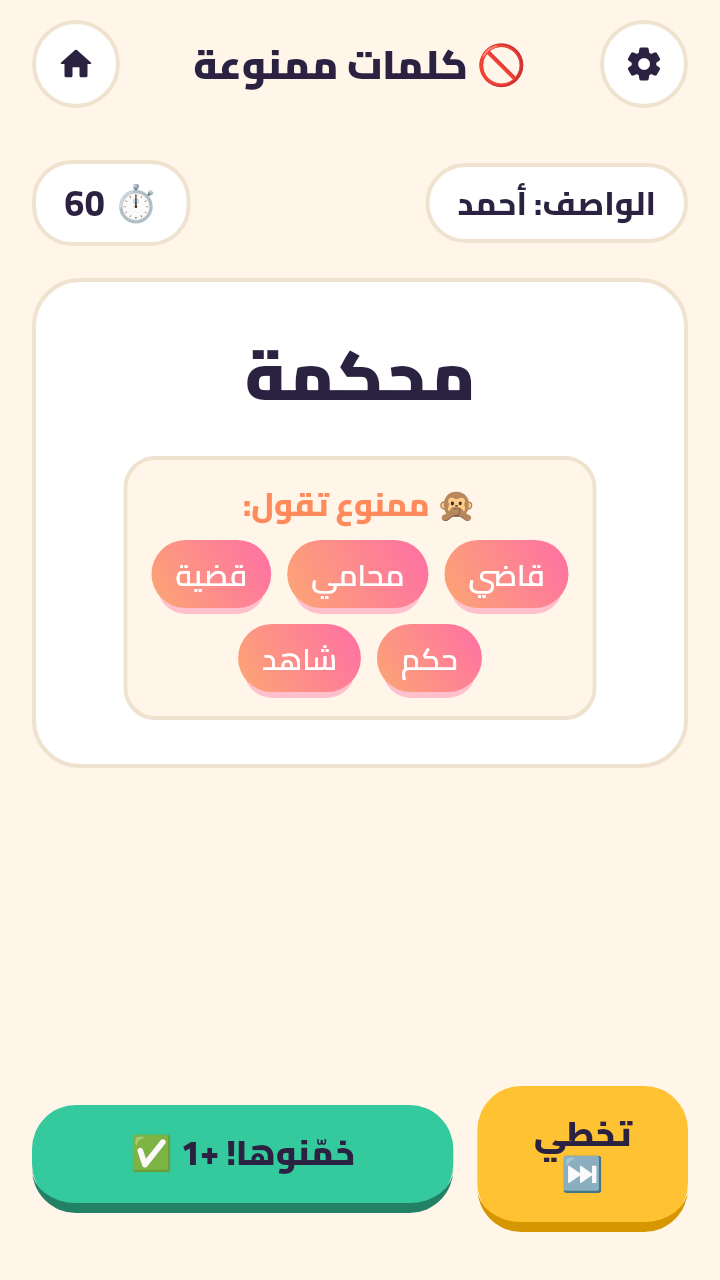 🚫 كلمات ممنوعة
الواصف: أحمد
⏱️ 60
محكمة
🙊 ممنوع تقول:
قاضي محامي قضية
حكم شاهد
تخطي ⏭️
خمّنوها! +1 ✅